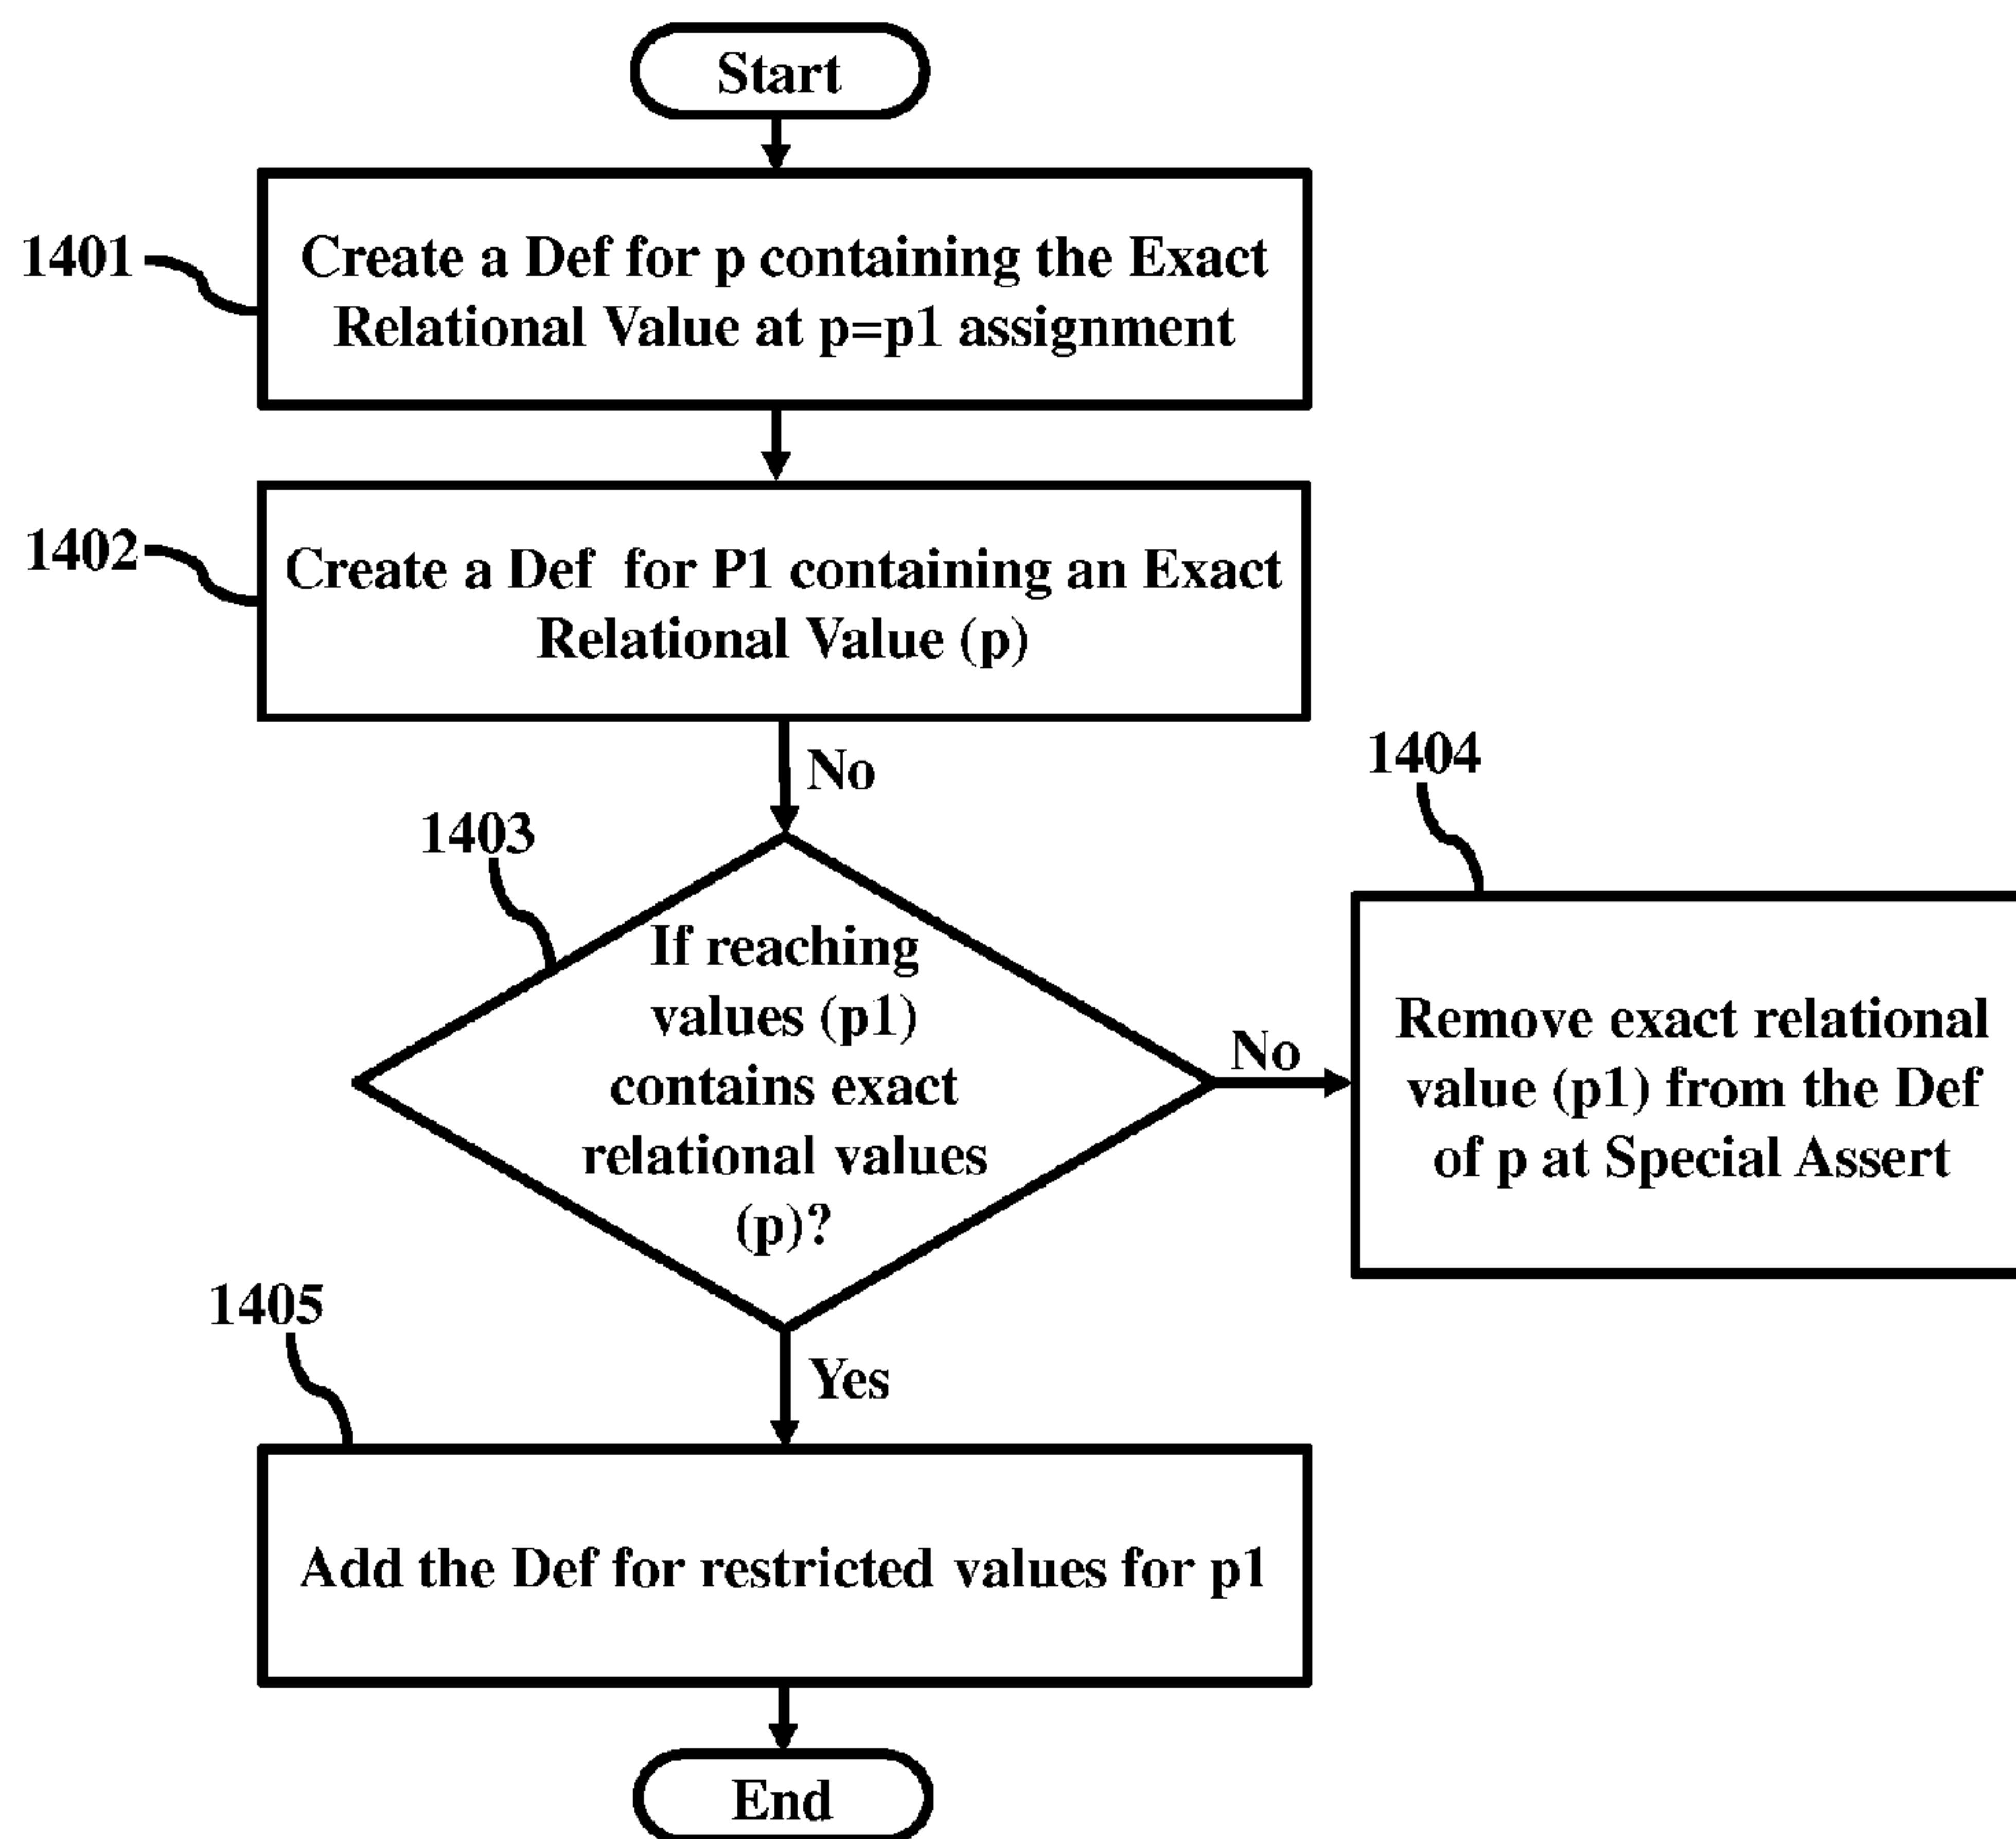 Start
1401
Create a Def for p containing the Exact
Relational Value at p=p1 assignment
1402
Create a Def for P1 containing an Exact
Relational Value (p)
No
1403
If reaching
values (p1)
contains exact
relational values
(p)?
No
1404
Remove exact relational
value (p1) from the Def
of p at Special Assert
Yes
1405
Add the Def for restricted values for p1
End